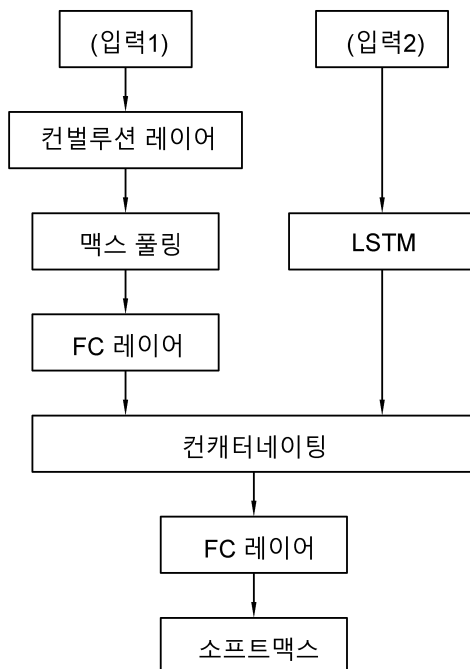 (입력1)
(입력2)
컨벌루션 레이어
맥스 풀링
LSTM
FC 레이어
컨캐터네이팅
FC 레이어
소프트맥스